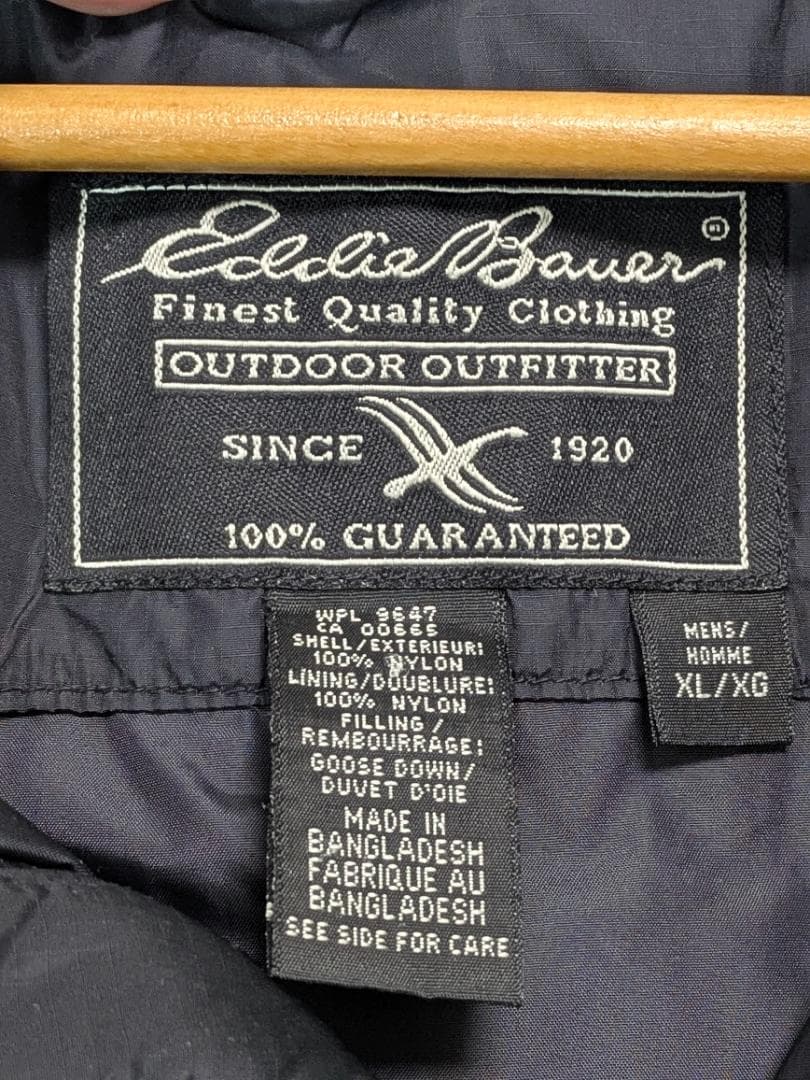 Eddie Bauer ®
Finest Quality Clothing
OUTDOOR OUTFITTER
SINCE 1920
100% GUARANTEED
WPL 9647
CA 00665
SHELL/EXTERIEUR:
100% NYLON
LINING/DOUBLURE:
100% NYLON
FILLING/
REMBOURRAGE:
GOOSE DOWN/
DUVET D'OIE
MADE IN
BANGLADESH
FABRIQUE AU
BANGLADESH
SEE SIDE FOR CARE
MENS/
HOMME
XL/XG